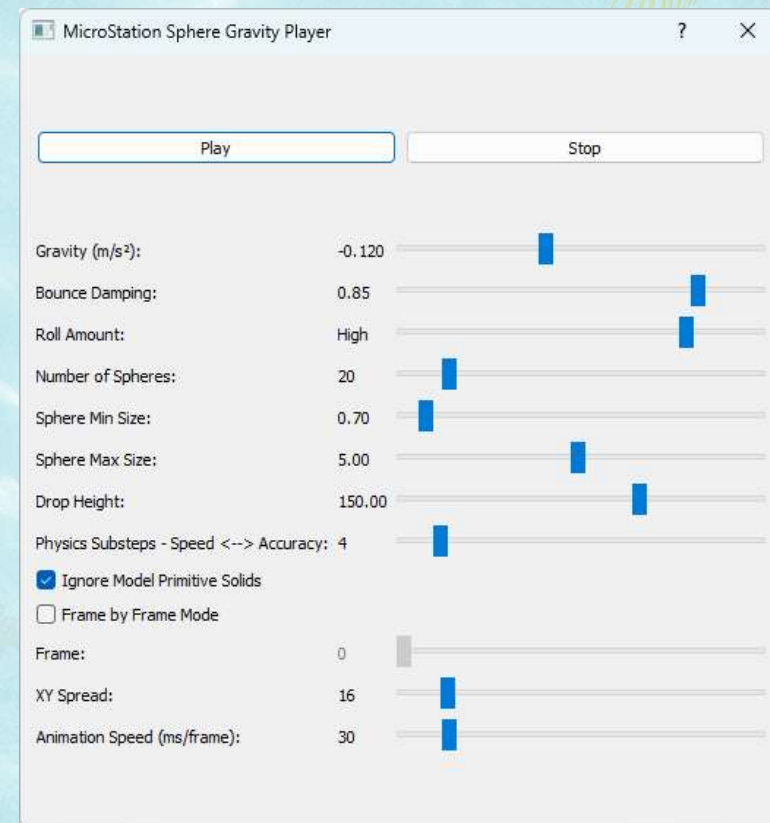 MicroStation Sphere Gravity Player ? ×
Play Stop
Gravity (m/s²): -0.120
Bounce Damping: 0.85
Roll Amount: High
Number of Spheres: 20
Sphere Min Size: 0.70
Sphere Max Size: 5.00
Drop Height: 150.00
Physics Substeps - Speed <--> Accuracy: 4
Ignore Model Primitive Solids
Frame by Frame Mode
Frame: 0
XY Spread: 16
Animation Speed (ms/frame): 30